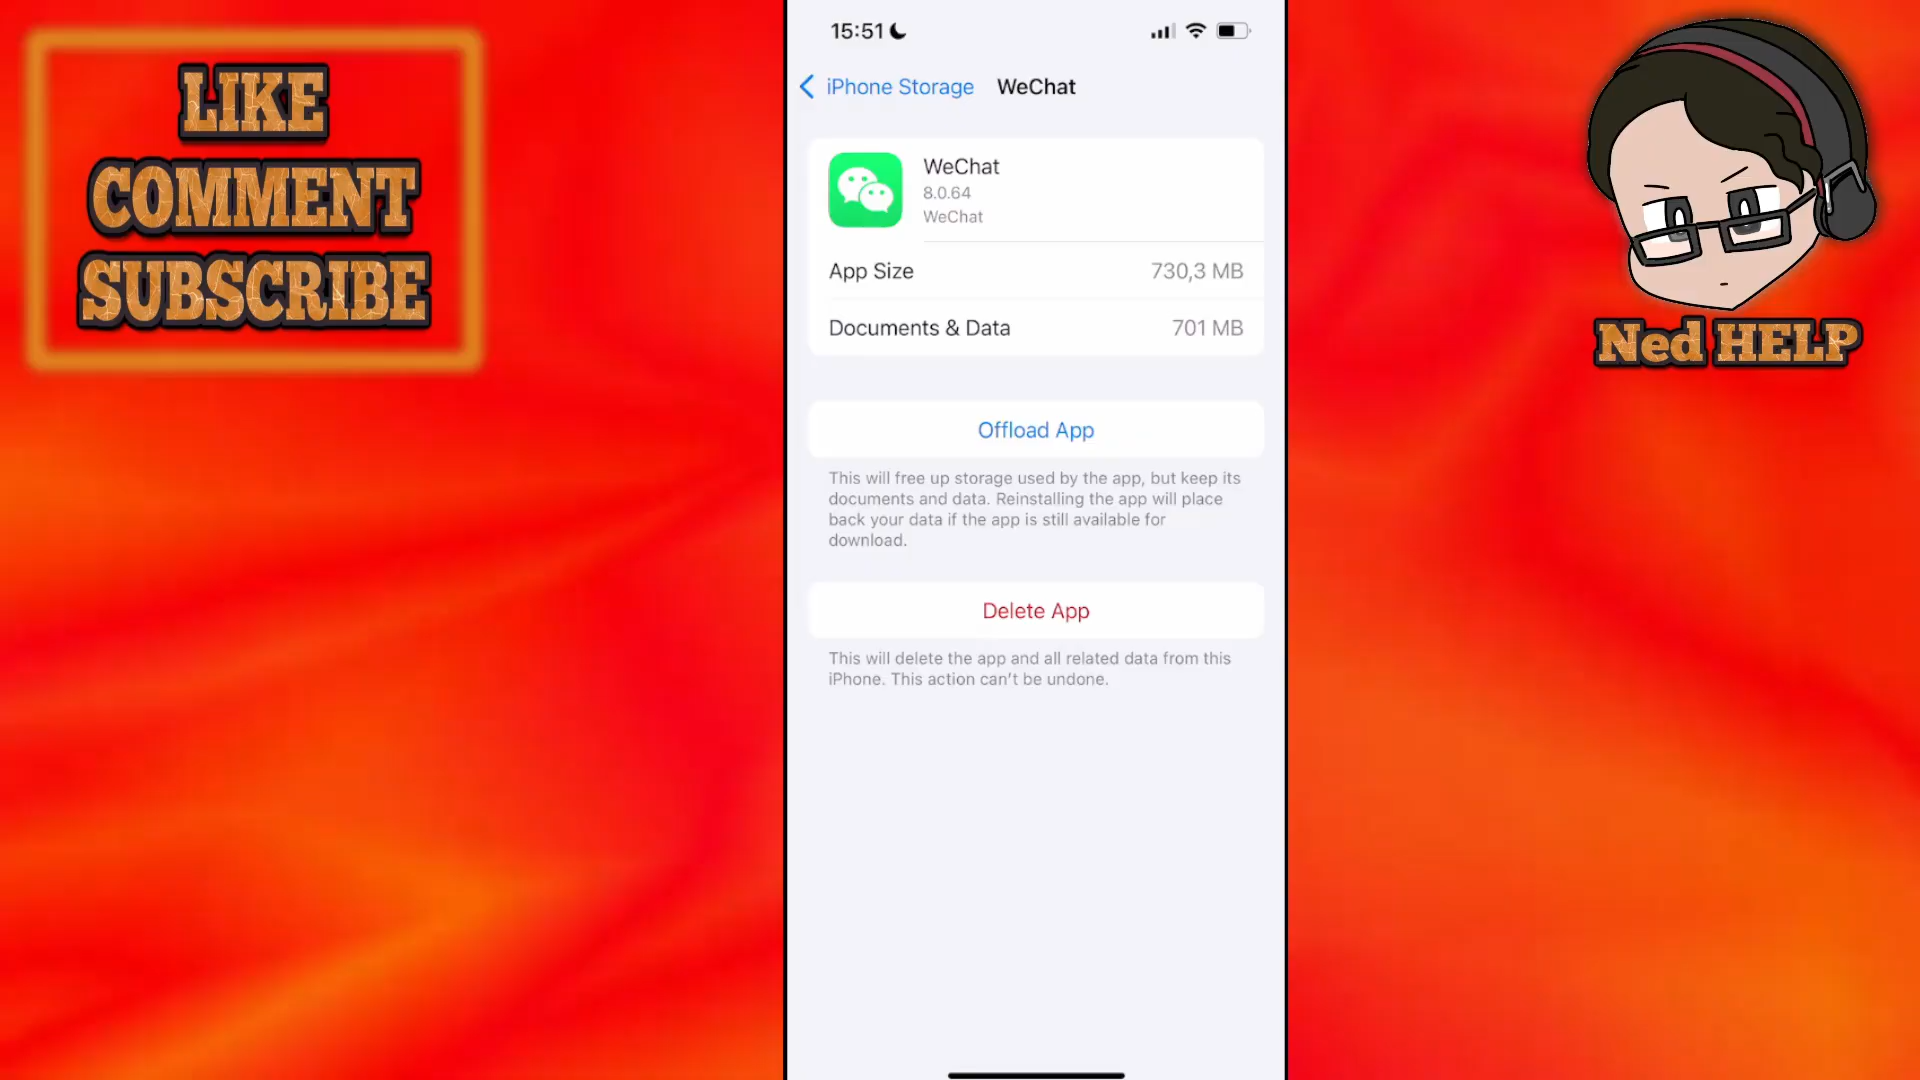 LIKE
COMMENT
SUBSCRIBE
15:51
iPhone Storage WeChat
WeChat
8.0.64
WeChat
App Size 730,3 MB
Documents & Data 701 MB
Offload App
This will free up storage used by the app, but keep its
documents and data. Reinstalling the app will place
back your data if the app is still available for
download.
Delete App
This will delete the app and all related data from this
iPhone. This action can't be undone.
Ned HELP